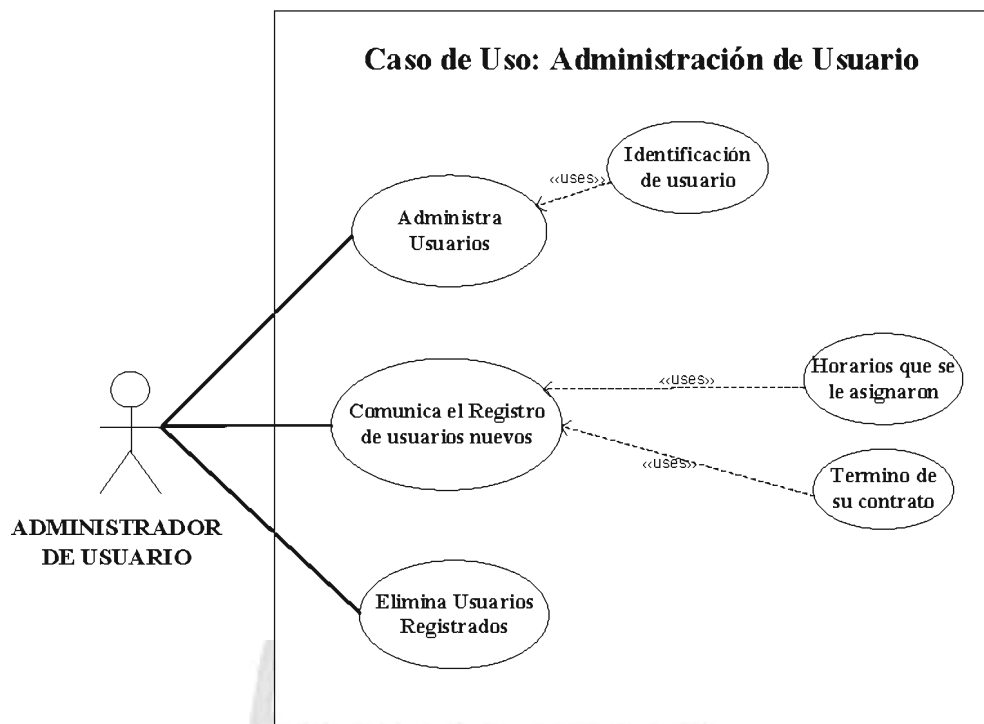 Caso de Uso: Administración de Usuario
Identificación
de usuario
‹‹uses››
Administra
Usuarios
Horarios que se
le asignaron
‹‹uses››
Comunica el Registro
de usuarios nuevos
‹‹uses››
Termino de
su contrato
ADMINISTRADOR
DE USUARIO
Elimina Usuarios
Registrados